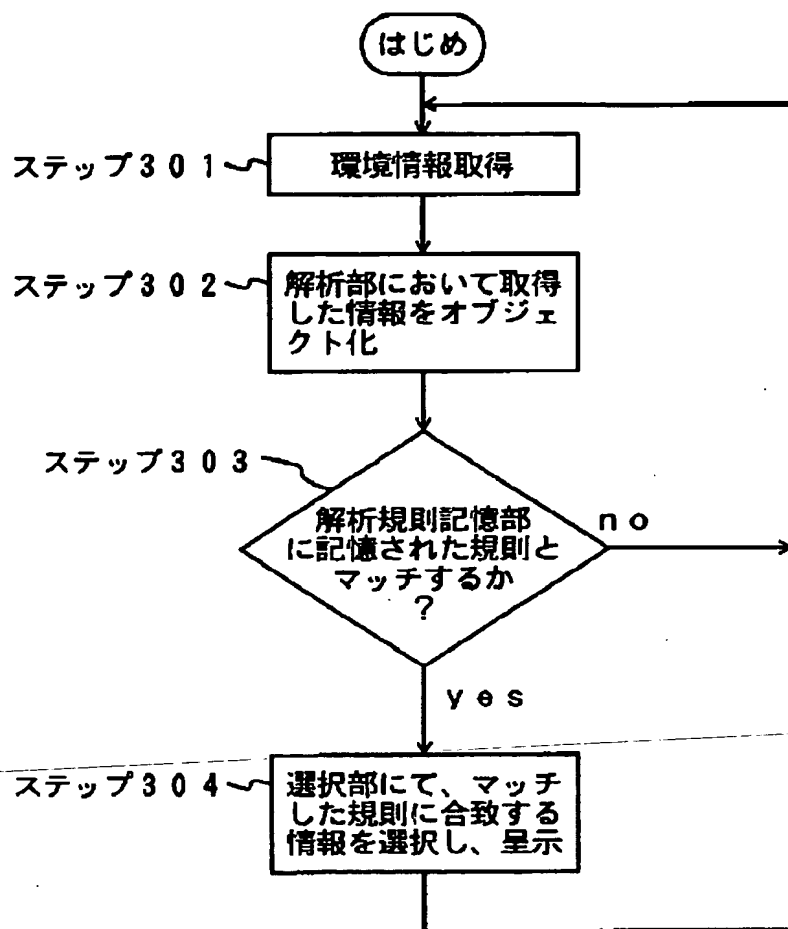 はじめ
ステップ301
環境情報取得
ステップ302
解析部において取得
した情報をオブジェ
クト化
ステップ303
解析規則記憶部
に記憶された規則と
マッチするか
?
no
yes
ステップ304
選択部にて、マッチ
した規則に合致する
情報を選択し、呈示